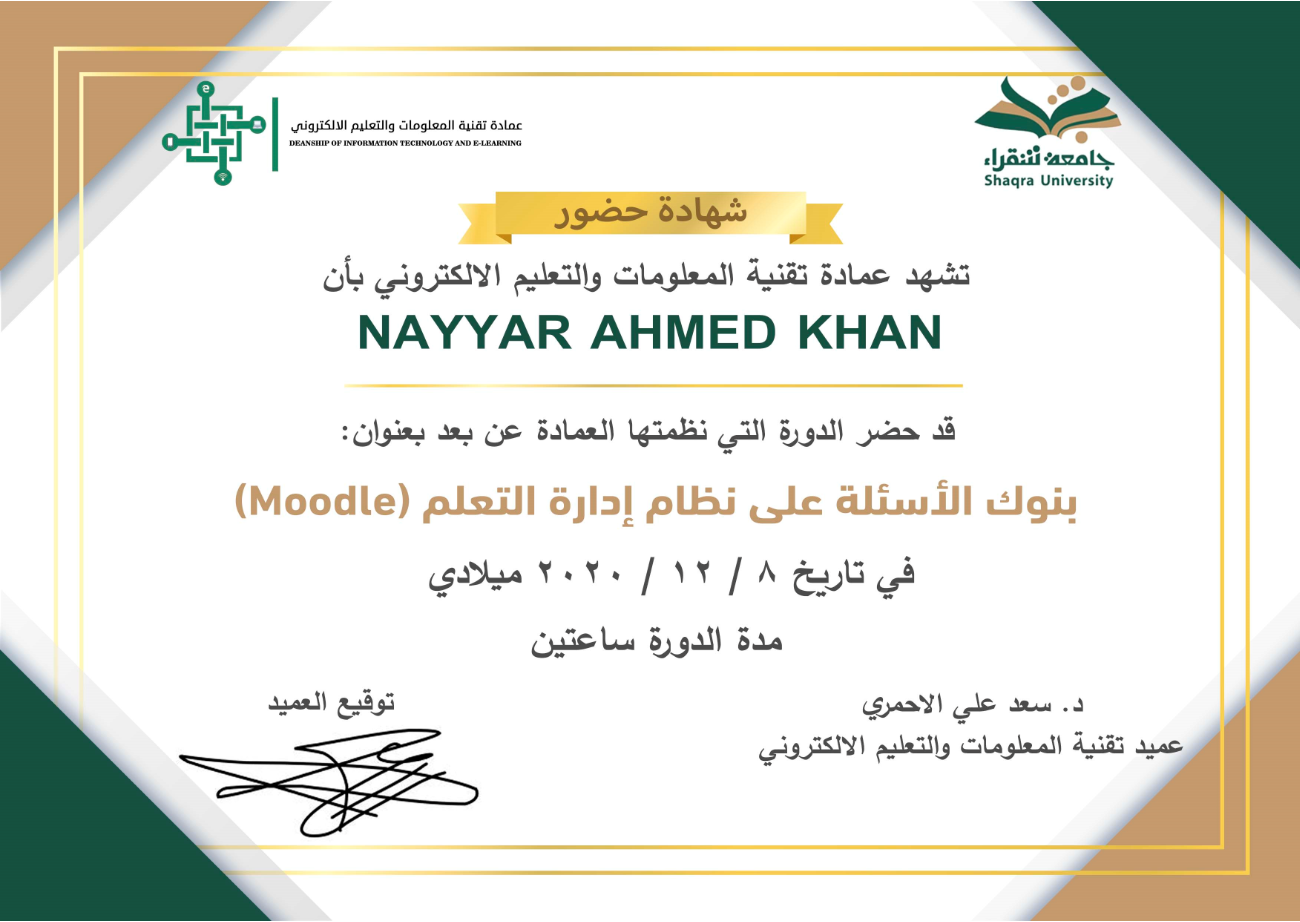 عمادة تقنية المعلومات والتعليم الالكتروني
DEANSHIP OF INFORMATION TECHNOLOGY AND E-LEARNING
جامعة شقراء
Shaqra University
شهادة حضور
تشهد عمادة تقنية المعلومات والتعليم الالكتروني بأن
NAYYAR AHMED KHAN
قد حضر الدورة التي نظمتها العمادة عن بعد بعنوان:
بنوك الأسئلة على نظام إدارة التعلم (Moodle)
في تاريخ ٨ / ١٢ / ٢٠٢٠ ميلادي
مدة الدورة ساعتين
د. سعد علي الاحمري
عميد تقنية المعلومات والتعليم الالكتروني
توقيع العميد